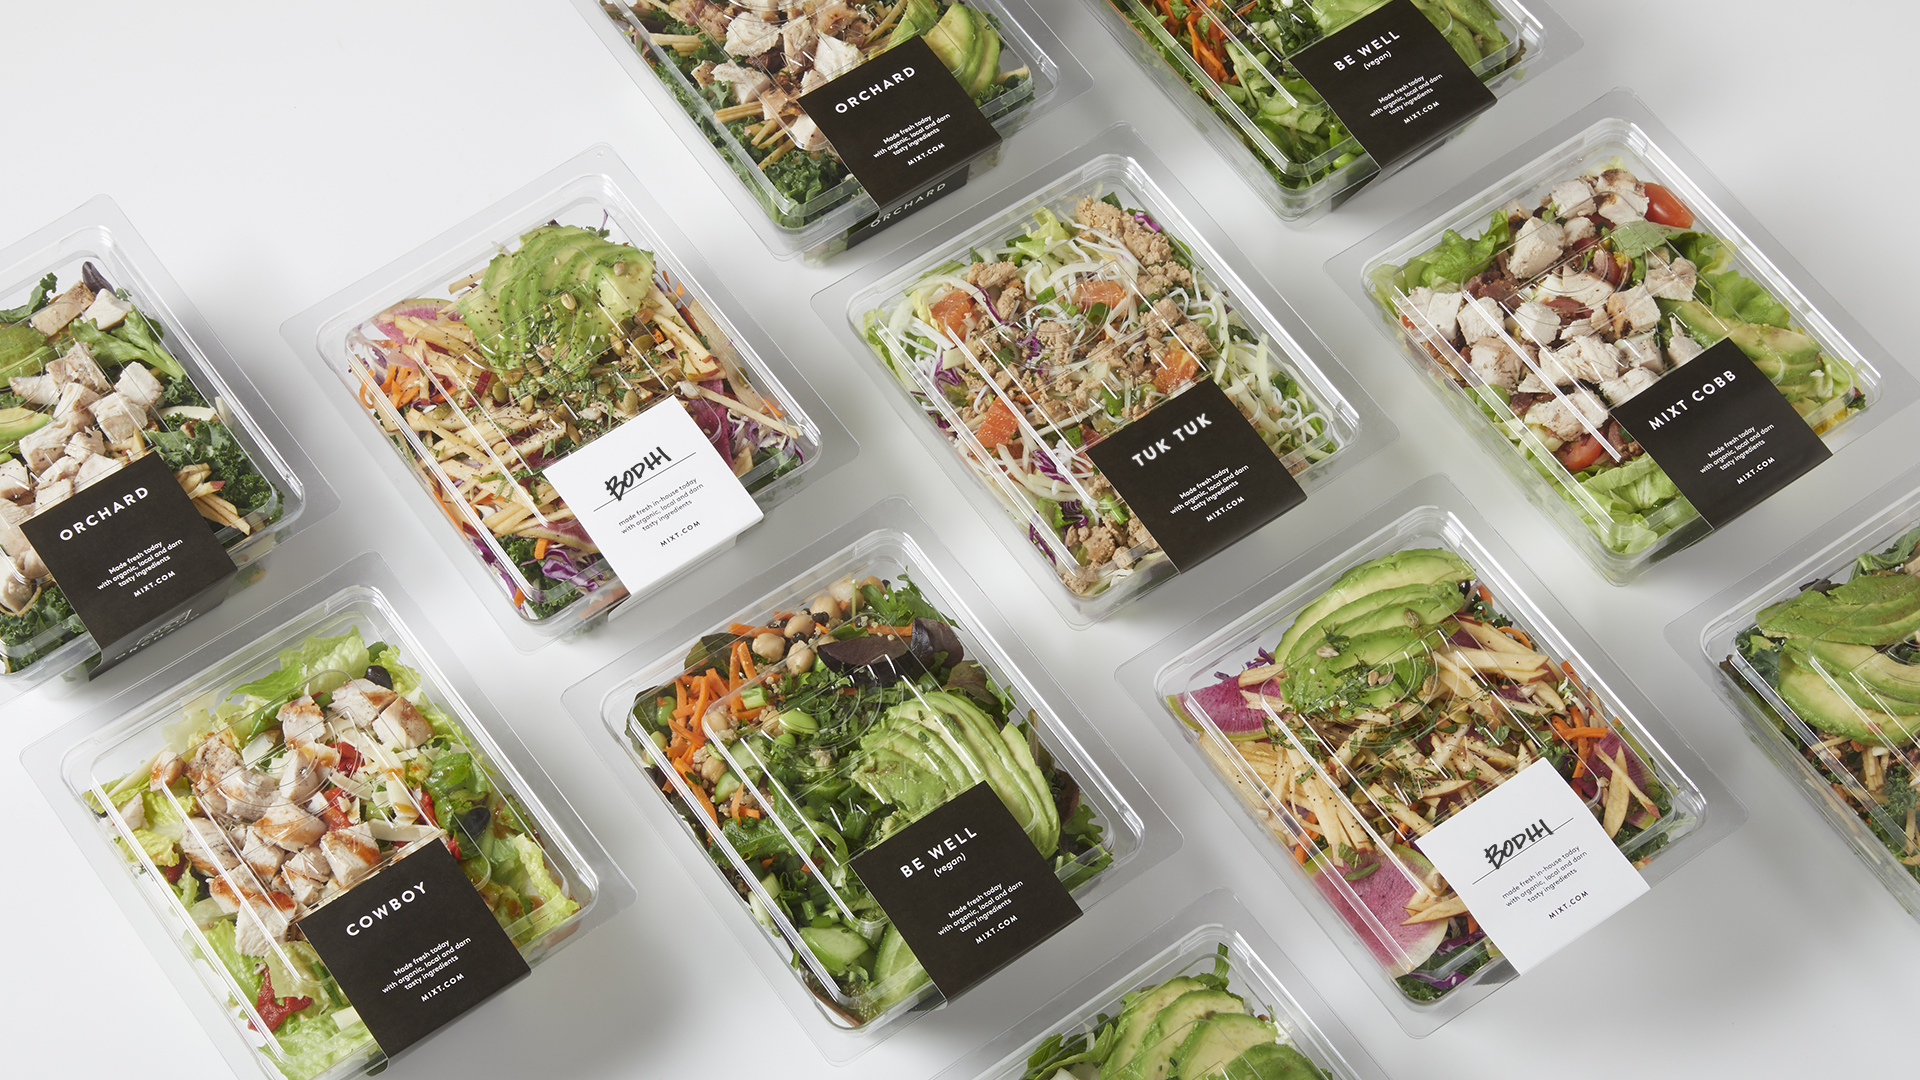 ORCHARD
Made fresh today
with organic, local and darn
tasty ingredients
MIXT.COM
ORCHARD
BE WELL
(vegan)
Made fresh today
with organic, local and darn
tasty ingredients
MIXT.COM
ORCHARD
Made fresh today
with organic, local and darn
tasty ingredients
MIXT.COM
BODHI
made fresh in-house today
with organic, local and darn
tasty ingredients
MIXT.COM
TUK TUK
Made fresh today
with organic, local and darn
tasty ingredients
MIXT.COM
MIXT COBB
Made fresh today
with organic, local and darn
tasty ingredients
MIXT.COM
COWBOY
Made fresh today
with organic, local and darn
tasty ingredients
MIXT.COM
BE WELL
(vegan)
Made fresh today
with organic, local and darn
tasty ingredients
MIXT.COM
BODHI
made fresh in-house today
with organic, local and darn
tasty ingredients
MIXT.COM